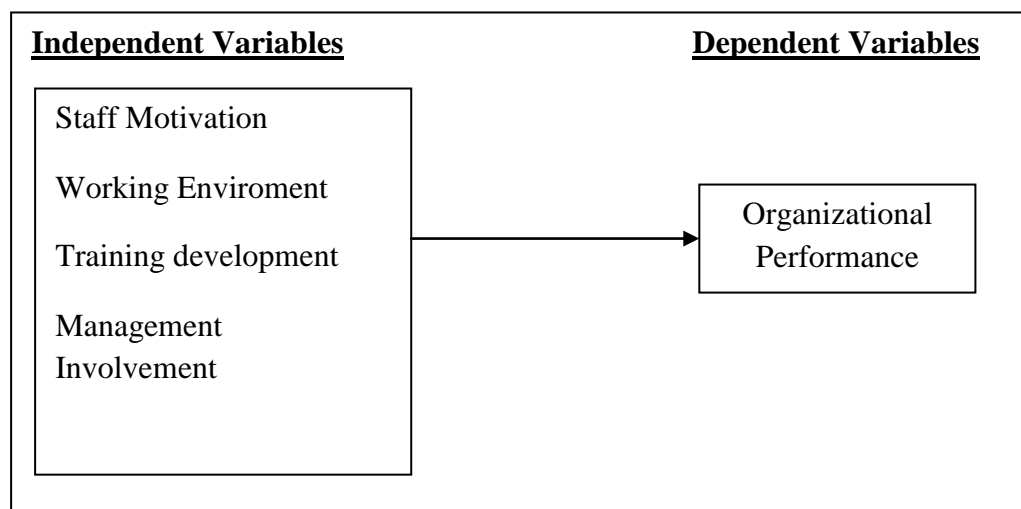 Independent Variables
Dependent Variables
Staff Motivation
Working Enviroment
Training development
Management
Involvement
Organizational
Performance